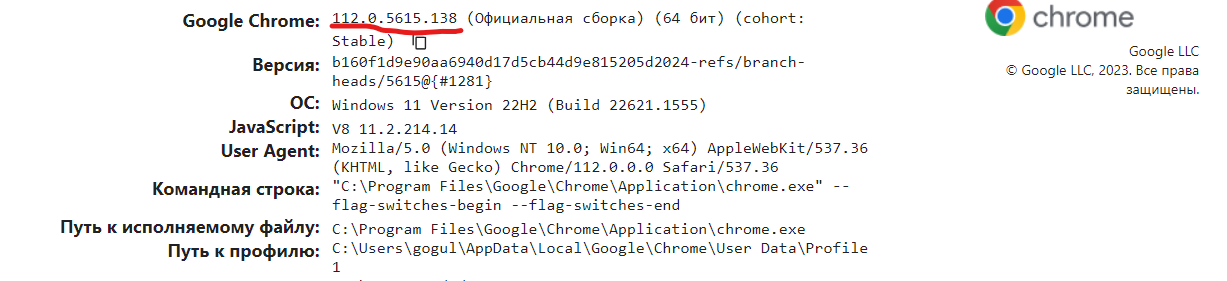 Google Chrome: 112.0.5615.138 (Официальная сборка) (64 бит) (cohort:
Stable)
Версия: b160f1d9e90aa6940d17d5cb44d9e815205d2024-refs/branch-
heads/5615@{#1281}
ОС: Windows 11 Version 22H2 (Build 22621.1555)
JavaScript: V8 11.2.214.14
User Agent: Mozilla/5.0 (Windows NT 10.0; Win64; x64) AppleWebKit/537.36
(KHTML, like Gecko) Chrome/112.0.0.0 Safari/537.36
Командная строка: "C:\Program Files\Google\Chrome\Application\chrome.exe" --
flag-switches-begin --flag-switches-end
Путь к исполняемому файлу: C:\Program Files\Google\Chrome\Application\chrome.exe
Путь к профилю: C:\Users\gogul\AppData\Local\Google\Chrome\User Data\Profile
1
chrome
Google LLC
© Google LLC, 2023. Все права
защищены.